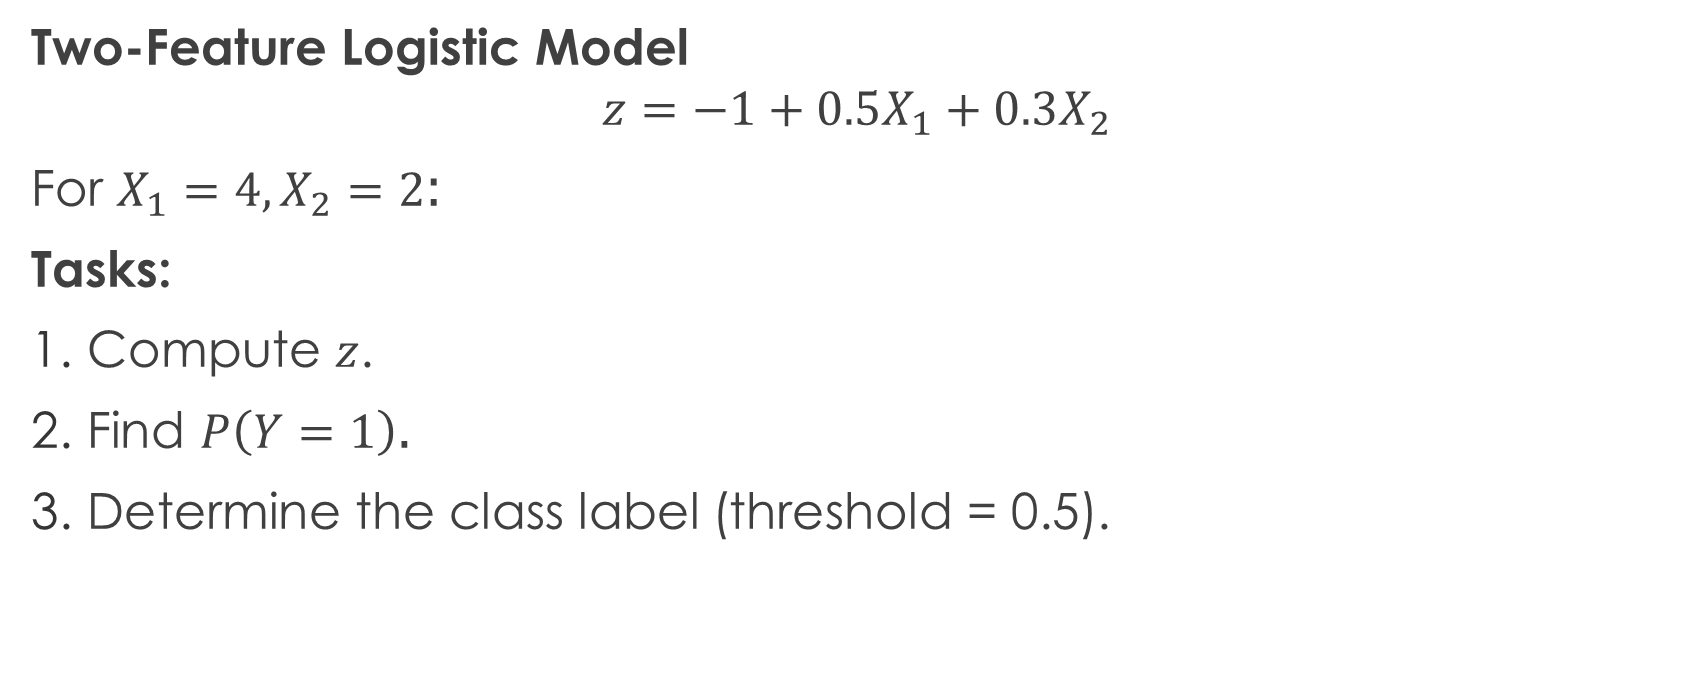 Two-Feature Logistic Model
z = −1 + 0.5X₁ + 0.3X₂
For X₁ = 4, X₂ = 2:
Tasks:
1. Compute z.
2. Find P(Y = 1).
3. Determine the class label (threshold = 0.5).